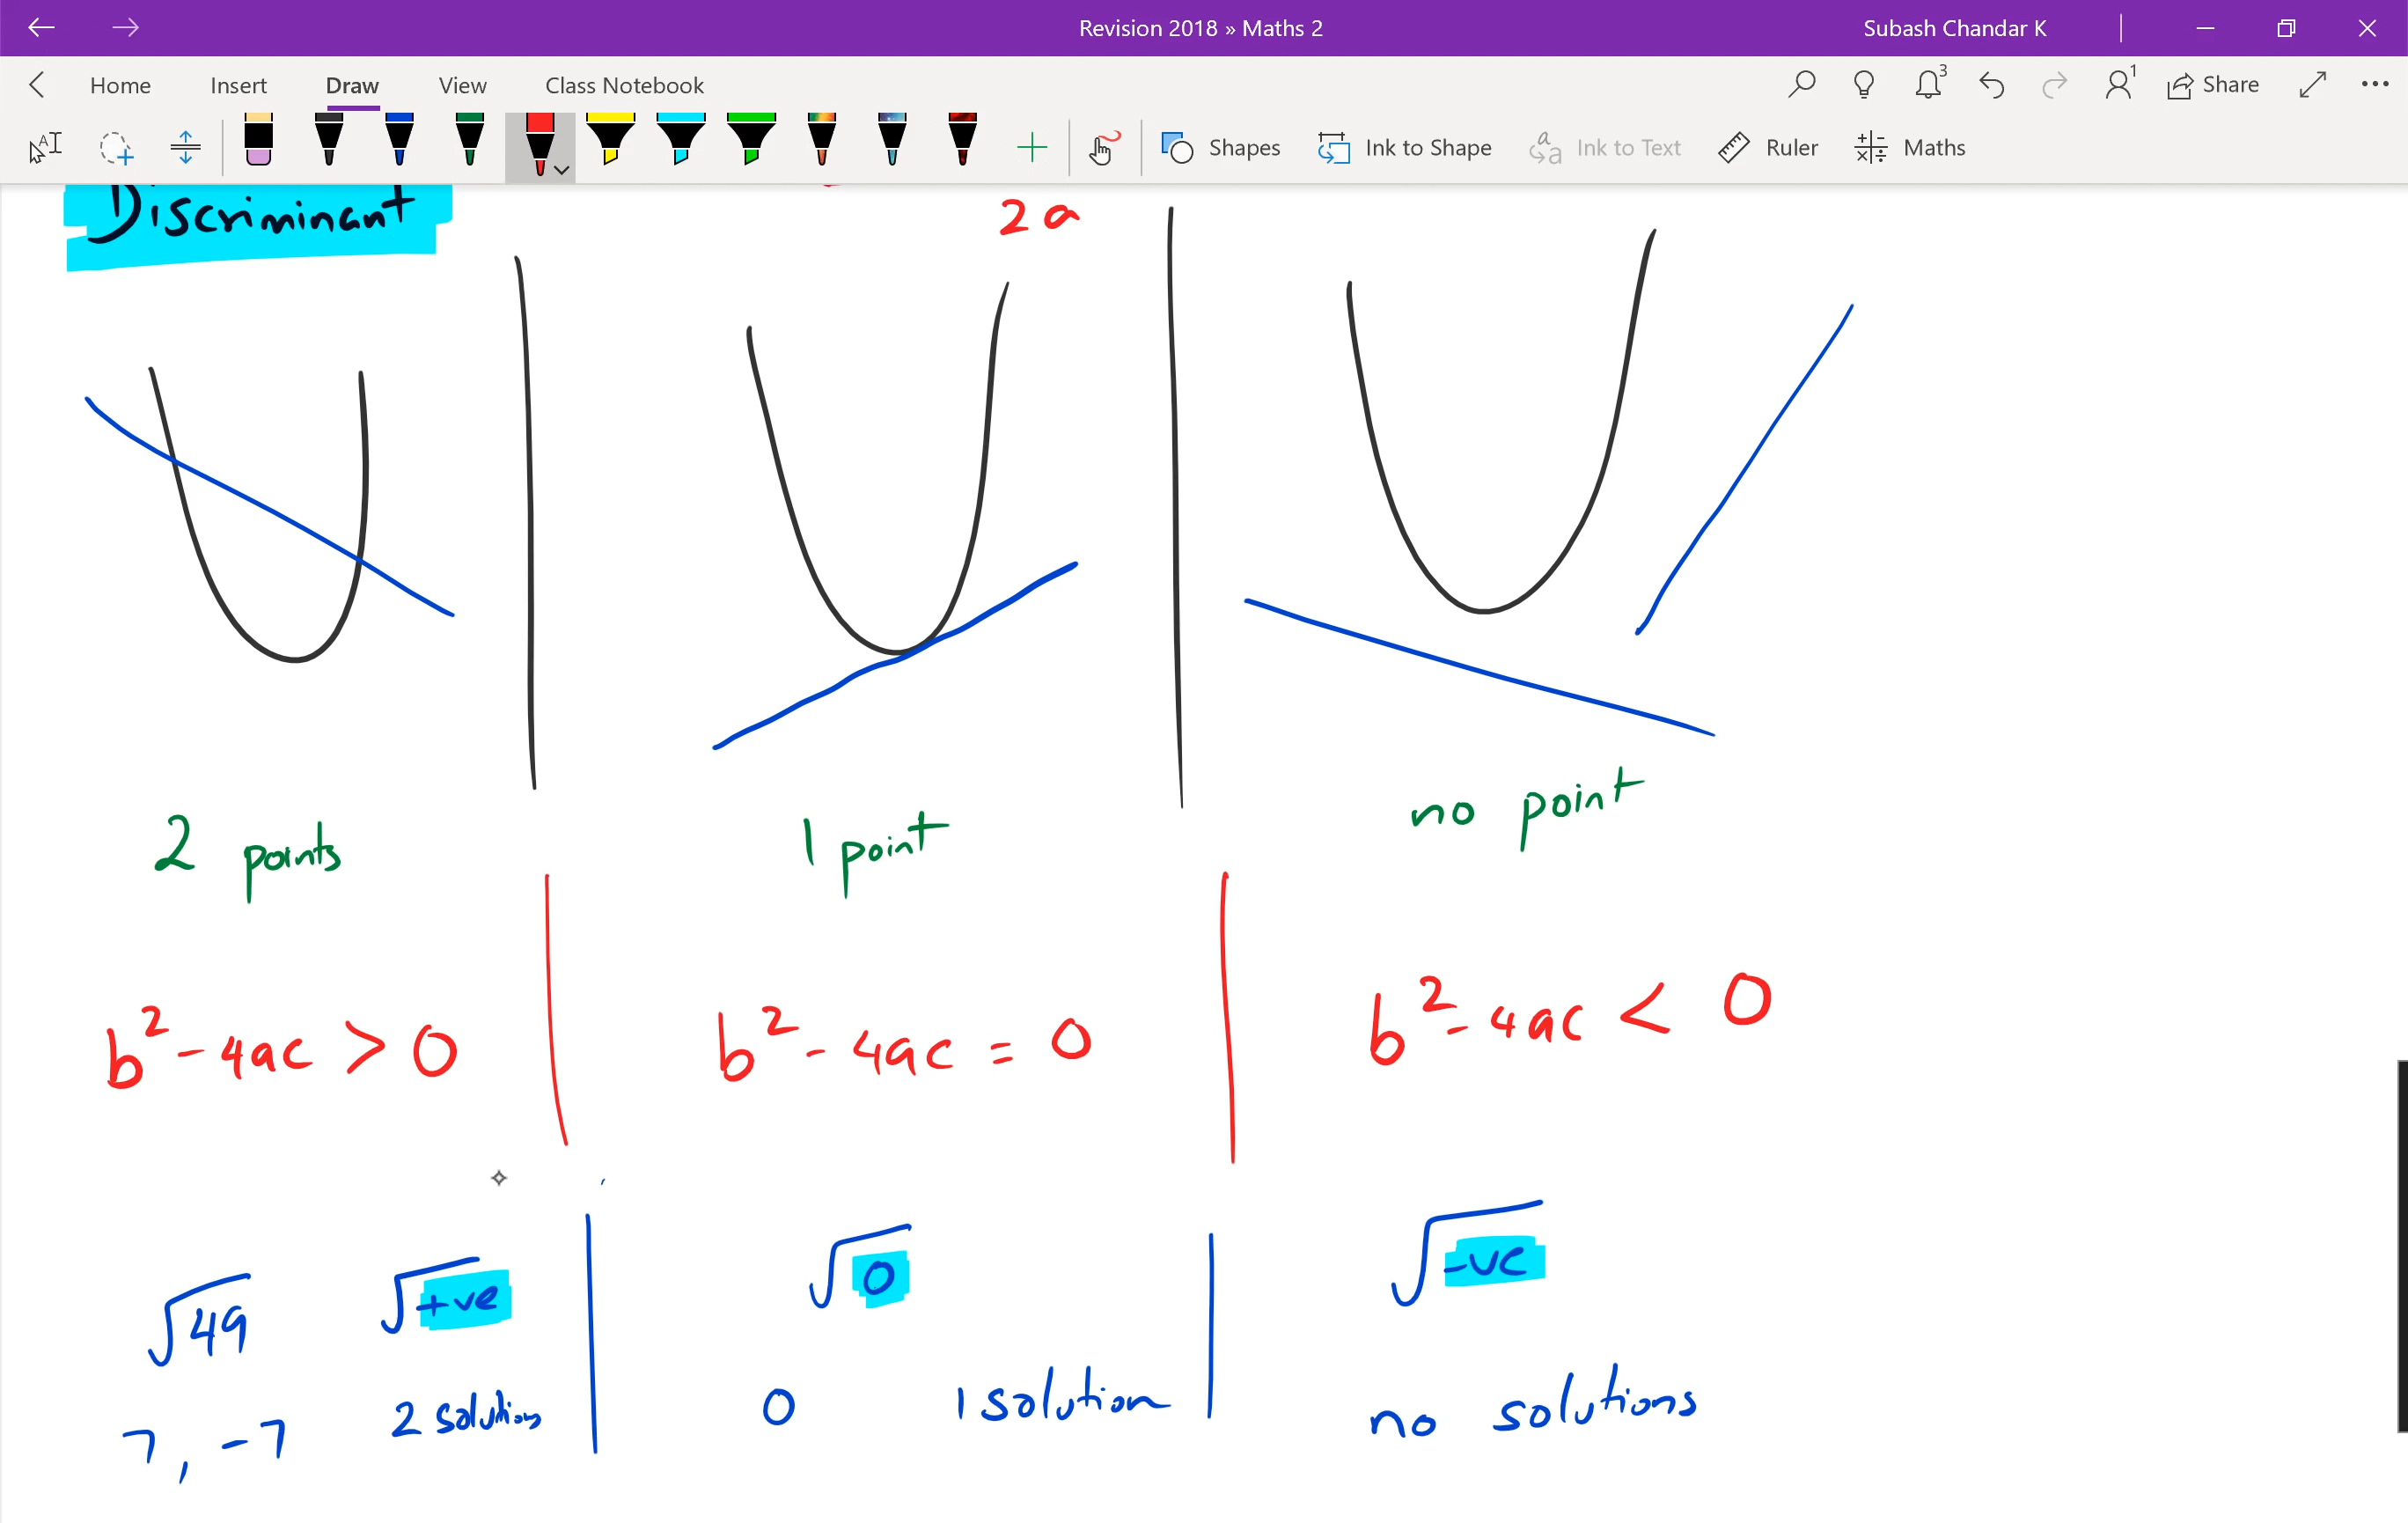 Revision 2018 » Maths 2
Subash Chandar K
Home Insert Draw View Class Notebook
3
1
Share
Shapes Ink to Shape Ink to Text Ruler Maths
Discriminant
2a
2 points
1 point
no point
b² - 4ac > 0
b² - 4ac = 0
b² - 4ac < 0
√49
√+ve
√0
√-ve
7, -7
2 solutions
0
1 solution
no solutions